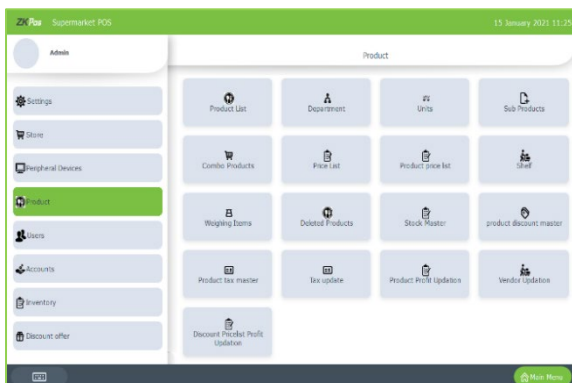 ZKPos Supermarket POS
15 January 2021 11:25
Admin
Product
Settings
Store
Peripheral Devices
Product
Users
Accounts
Inventory
Discount offer
Product List
Department
Units
Sub Products
Combo Products
Price List
Product price list
Shelf
Weighing Items
Deleted Products
Stock Master
product discount master
Product tax master
Tax update
Product Profit Updation
Vendor Updation
Discount Pricelist Profit
Updation
Main Menu